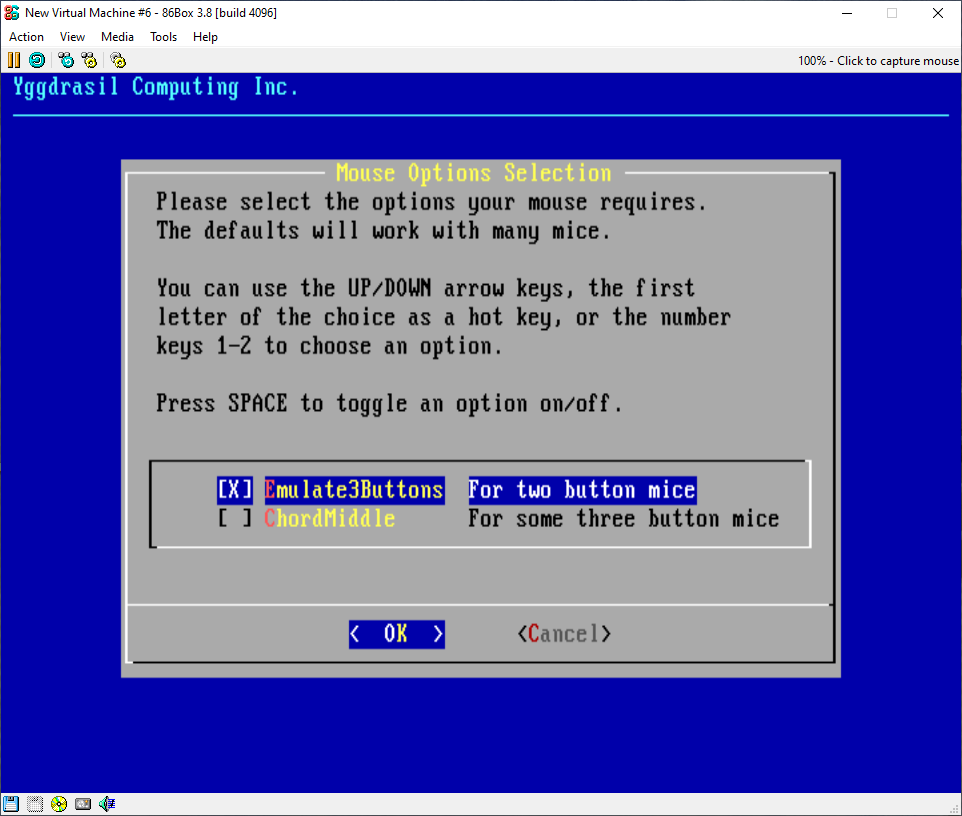 New Virtual Machine #6 - 86Box 3.8 [build 4096]
Action View Media Tools Help
100% - Click to capture mouse
Yggdrasil Computing Inc.
Mouse Options Selection
Please select the options your mouse requires.
The defaults will work with many mice.
You can use the UP/DOWN arrow keys, the first
letter of the choice as a hot key, or the number
keys 1-2 to choose an option.
Press SPACE to toggle an option on/off.
[X] Emulate3Buttons For two button mice
[ ] ChordMiddle For some three button mice
< OK > <Cancel>